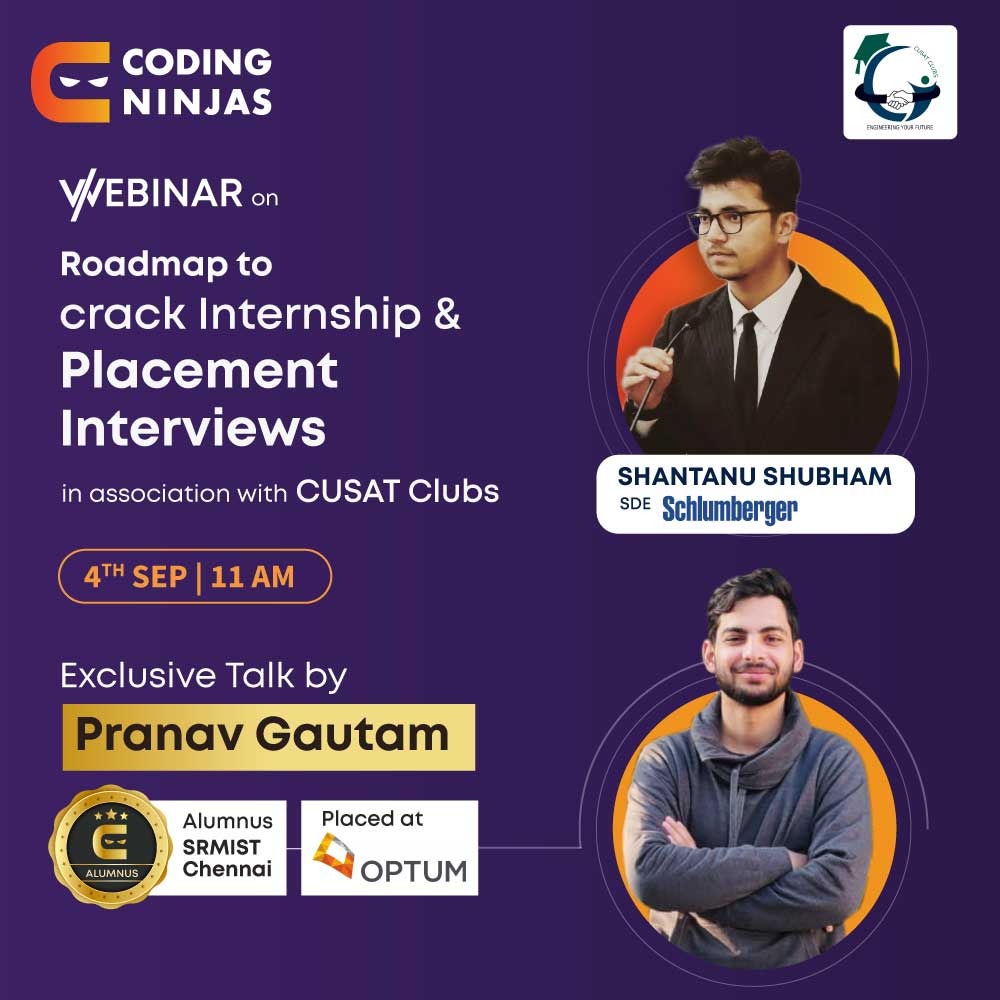 CODING
NINJAS
CUSAT CLUBS
ENGINEERING YOUR FUTURE
WEBINAR on
Roadmap to
crack Internship &
Placement
Interviews
in association with CUSAT Clubs
4TH SEP | 11 AM
SHANTANU SHUBHAM
SDE Schlumberger
Exclusive Talk by
Pranav Gautam
ALUMNUS
Alumnus
SRMIST
Chennai
Placed at
OPTUM